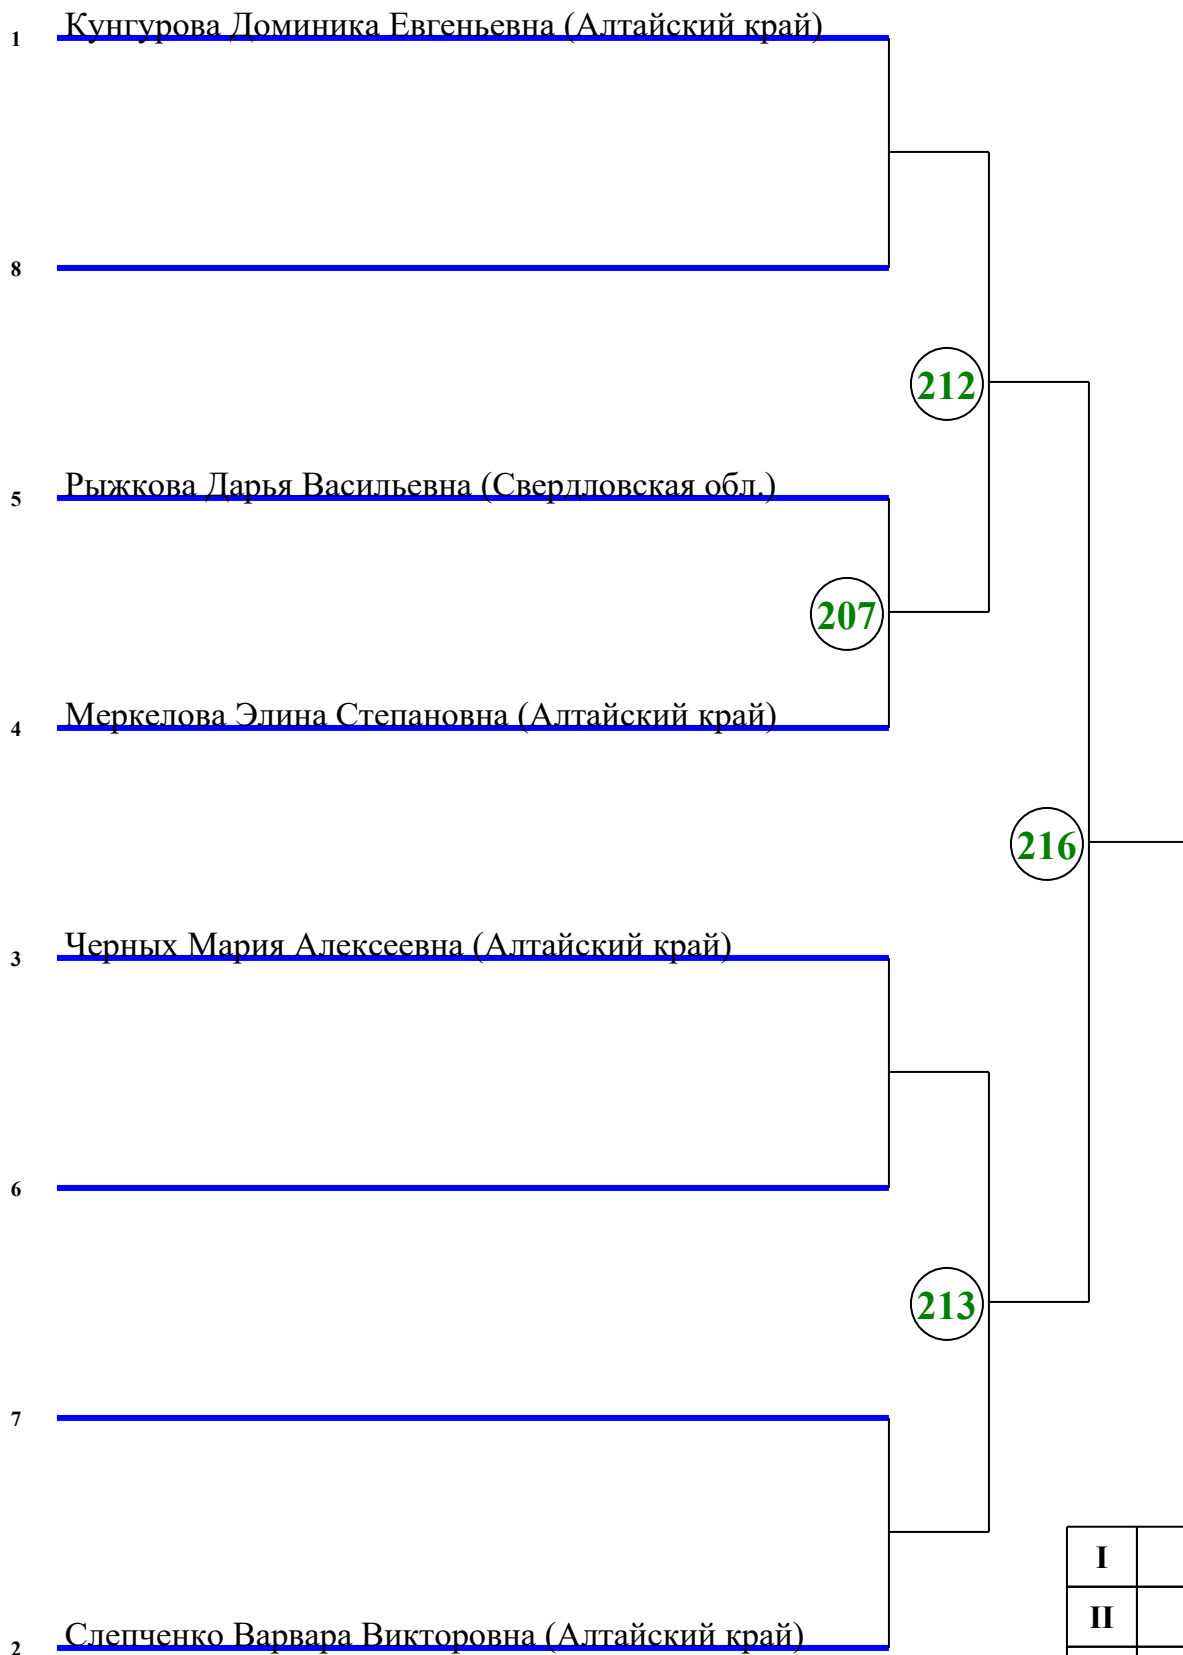 1 Кунгурова Доминика Евгеньевна (Алтайский край)
8
212
5 Рыжкова Дарья Васильевна (Свердловская обл.)
207
4 Меркелова Элина Степановна (Алтайский край)
216
3 Черных Мария Алексеевна (Алтайский край)
6
213
7
I
II
2 Слепченко Варвара Викторовна (Алтайский край)